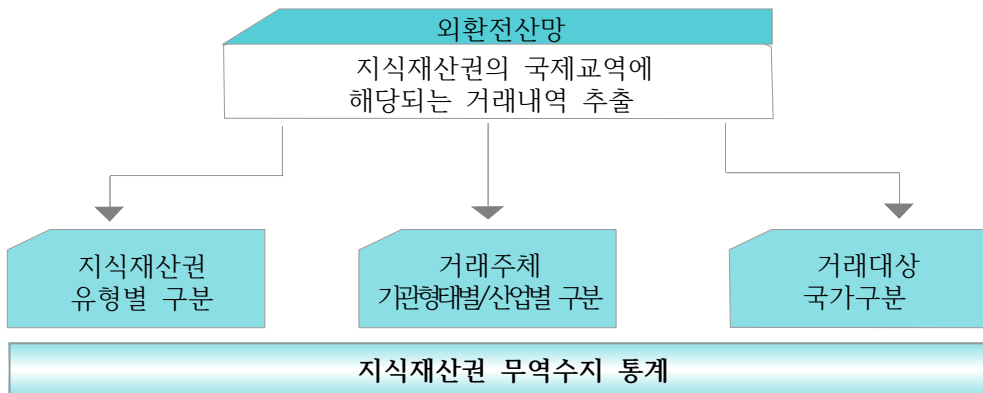 외환전산망
지식재산권의 국제교역에
해당되는 거래내역 추출
지식재산권
유형별 구분
거래주체
기관형태별/산업별 구분
거래대상
국가구분
지식재산권 무역수지 통계